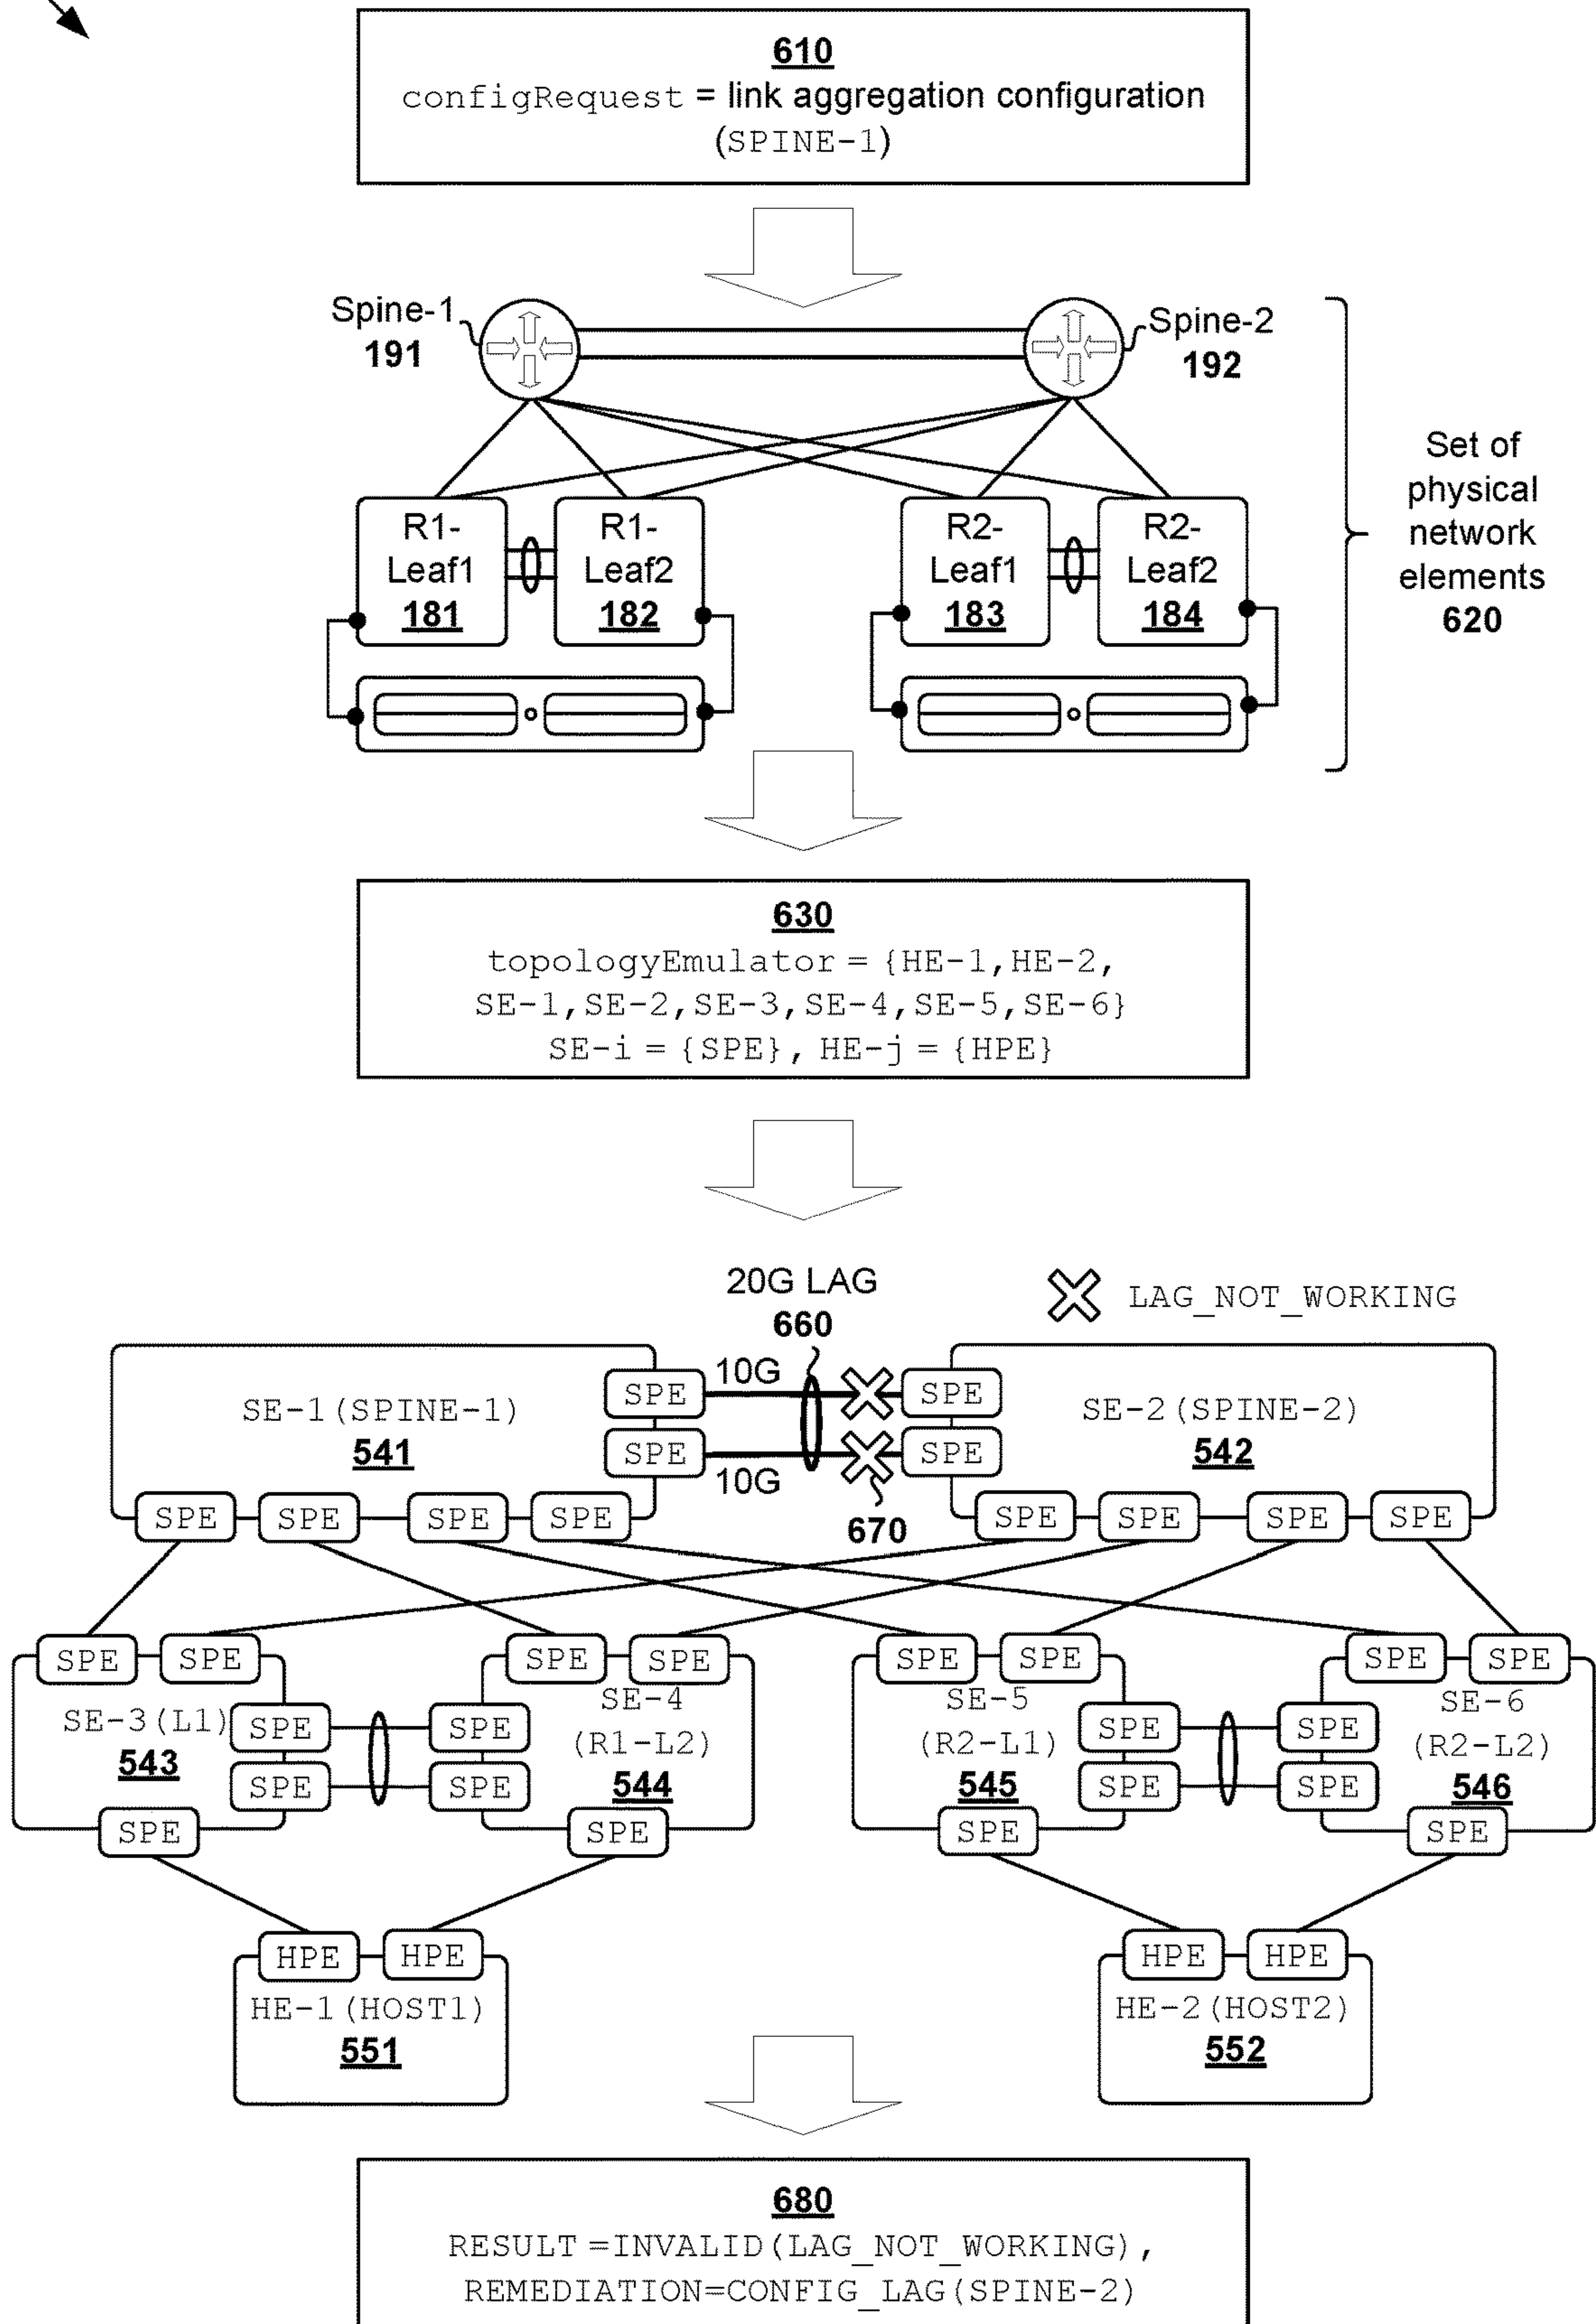 610
configRequest = link aggregation configuration
(SPINE-1)
Spine-1
191
Spine-2
192
R1-
Leaf1
181
R1-
Leaf2
182
R2-
Leaf1
183
R2-
Leaf2
184
Set of
physical
network
elements
620
630
topologyEmulator = {HE-1,HE-2,
SE-1,SE-2,SE-3,SE-4,SE-5,SE-6}
SE-i = {SPE}, HE-j = {HPE}
20G LAG
660
LAG_NOT_WORKING
SE-1(SPINE-1)
541
SPE
SPE
10G
10G
670
SPE
SPE
SE-2(SPINE-2)
542
SPE
SPE
SPE
SPE
SPE
SPE
SPE
SPE
SPE
SPE
SE-3(L1)
543
SPE
SPE
SPE
SPE
SPE
SE-4
(R1-L2)
544
SPE
SPE
SPE
SPE
SPE
SE-5
(R2-L1)
545
SPE
SPE
SPE
SPE
SPE
SE-6
(R2-L2)
546
SPE
SPE
SPE
HPE
HPE
HE-1(HOST1)
551
HPE
HPE
HE-2(HOST2)
552
680
RESULT=INVALID(LAG_NOT_WORKING),
REMEDIATION=CONFIG_LAG(SPINE-2)